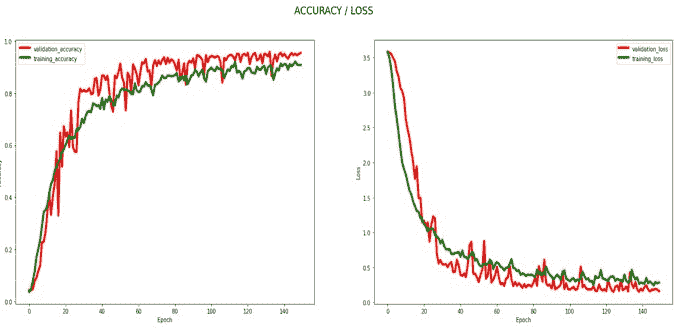 ACCURACY / LOSS
validation_accuracy
training_accuracy
1.0
0.8
0.6
0.4
0.2
0.0
0 20 40 60 80 100 120 140
Epoch
validation_loss
training_loss
Loss
3.5
3.0
2.5
2.0
1.5
1.0
0.5
0.0
0 20 40 60 80 100 120 140
Epoch